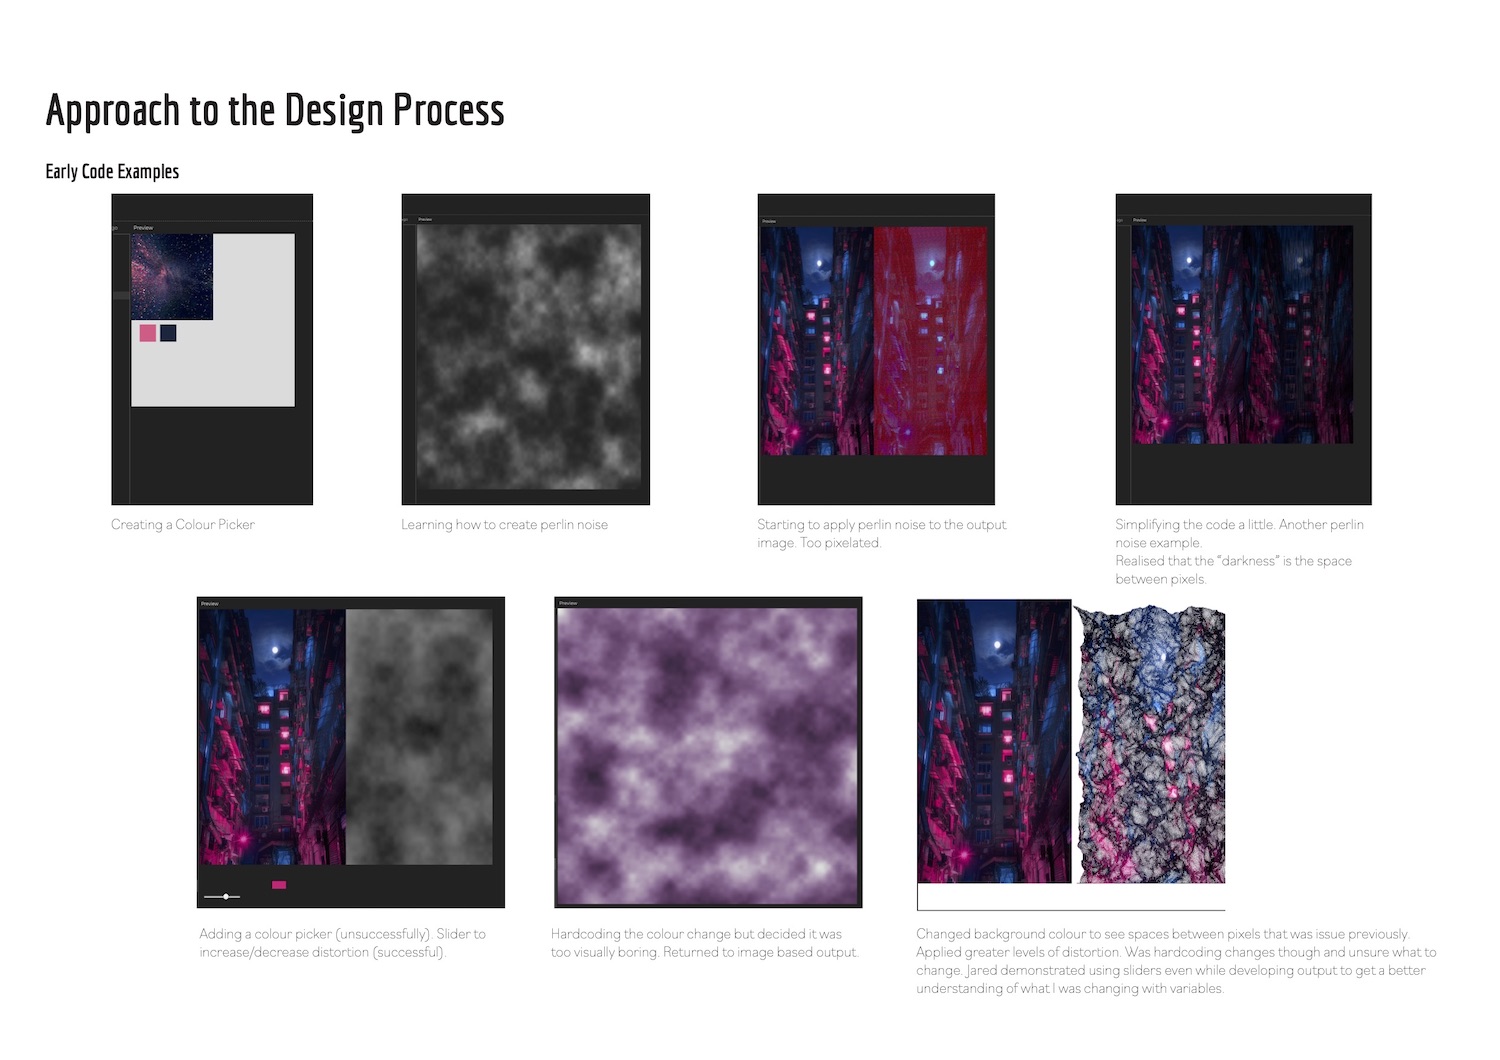 Approach to the Design Process
Early Code Examples
Preview
Preview
Preview
Preview
Creating a Colour Picker
Learning how to create perlin noise
Starting to apply perlin noise to the output
image. Too pixelated.
Simplifying the code a little. Another perlin
noise example.
Realised that the “darkness” is the space
between pixels.
Preview
Preview
Adding a colour picker (unsuccessfully). Slider to
increase/decrease distortion (successful).
Hardcoding the colour change but decided it was
too visually boring. Returned to image based output.
Changed background colour to see spaces between pixels that was issue previously.
Applied greater levels of distortion. Was hardcoding changes though and unsure what to
change. Jared demonstrated using sliders even while developing output to get a better
understanding of what I was changing with variables.